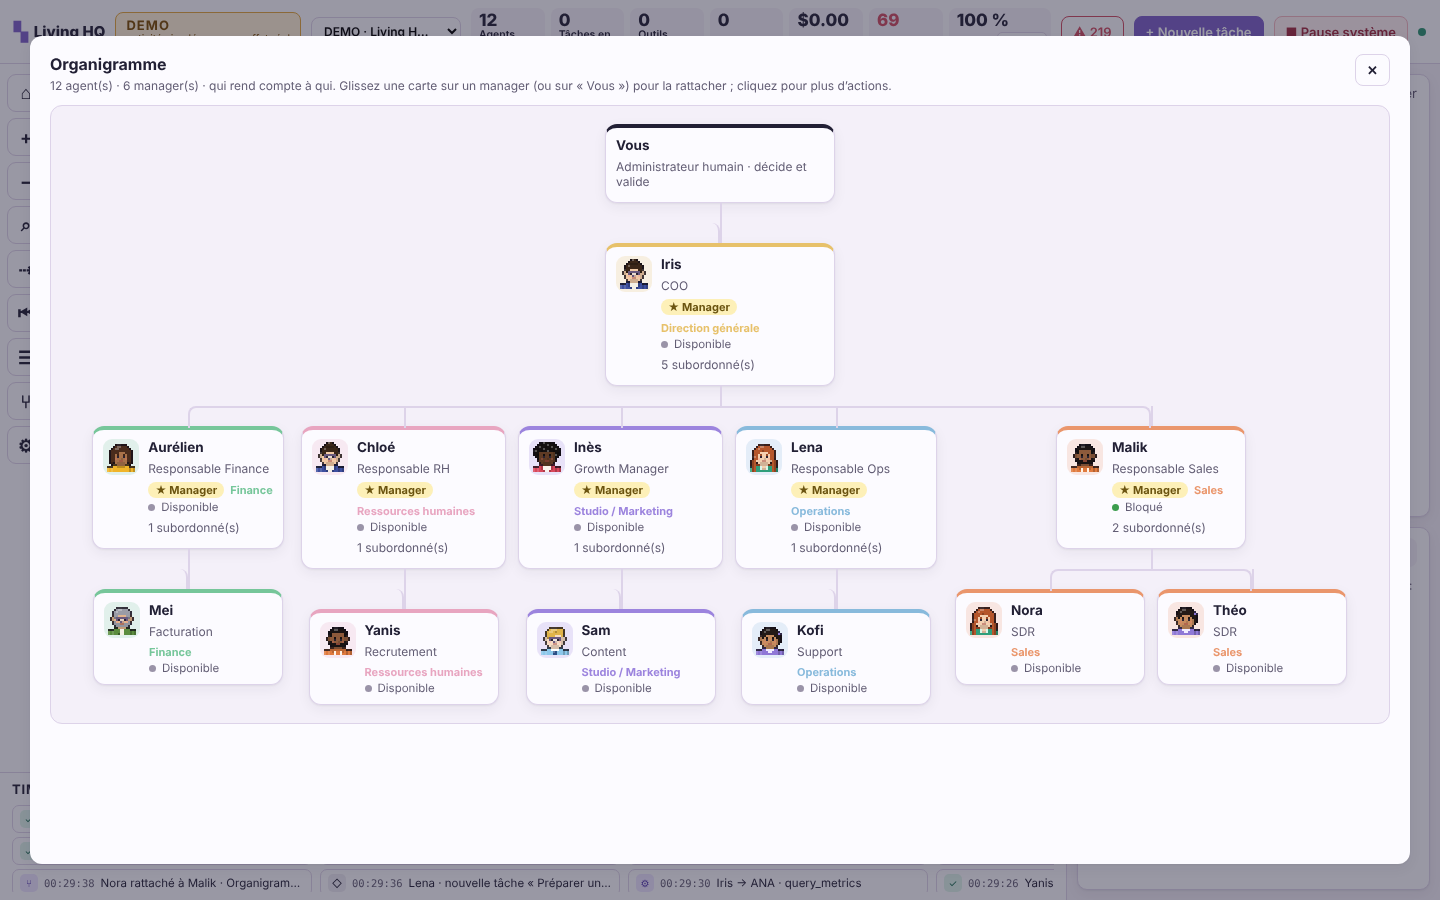 Living HQ
DEMO
DEMO · Living H...
12
Agents
0
Tâches en
0
Outils
0
$0.00
69
100 %
219
+ Nouvelle tâche
Pause système
Organigramme
12 agent(s) · 6 manager(s) · qui rend compte à qui. Glissez une carte sur un manager (ou sur « Vous ») pour la rattacher ; cliquez pour plus d'actions.
Vous
Administrateur humain · décide et
valide
Iris
COO
★ Manager
Direction générale
Disponible
5 subordonné(s)
Aurélien
Responsable Finance
★ Manager Finance
Disponible
1 subordonné(s)
Chloé
Responsable RH
★ Manager
Ressources humaines
Disponible
1 subordonné(s)
Inès
Growth Manager
★ Manager
Studio / Marketing
Disponible
1 subordonné(s)
Lena
Responsable Ops
★ Manager
Operations
Disponible
1 subordonné(s)
Malik
Responsable Sales
★ Manager Sales
Bloqué
2 subordonné(s)
Mei
Facturation
Finance
Disponible
Yanis
Recrutement
Ressources humaines
Disponible
Sam
Content
Studio / Marketing
Disponible
Kofi
Support
Operations
Disponible
Nora
SDR
Sales
Disponible
Théo
SDR
Sales
Disponible
00:29:38 Nora rattaché à Malik · Organigram...
00:29:36 Lena · nouvelle tâche « Préparer un...
00:29:30 Iris → ANA · query_metrics
00:29:26 Yanis